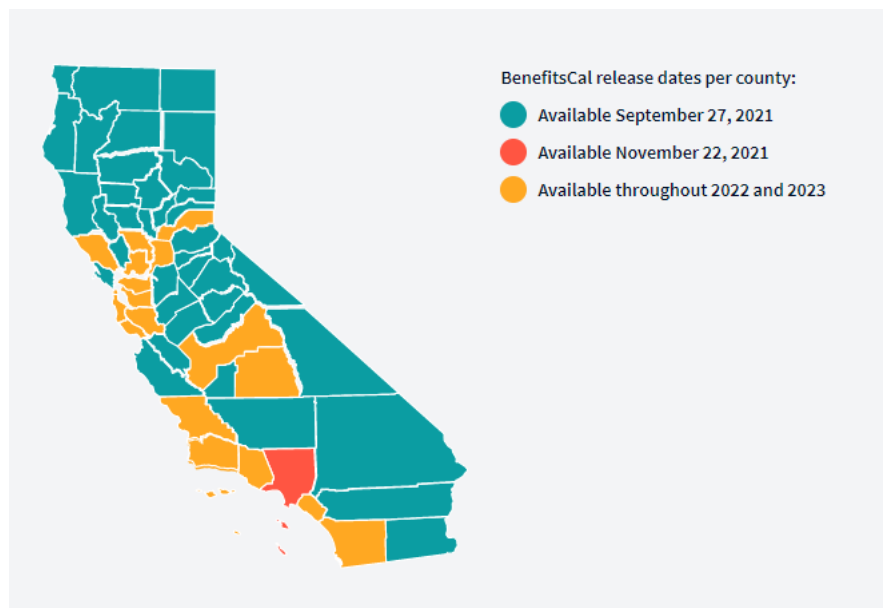 BenefitsCal release dates per county:
Available September 27, 2021
Available November 22, 2021
Available throughout 2022 and 2023